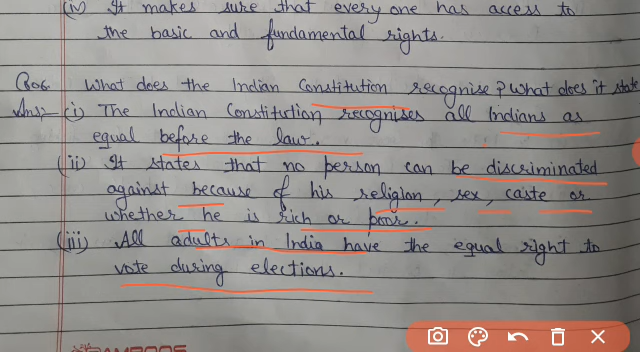 (iv) It makes sure that every one has access to
the basic and fundamental rights.
Q06. What does the Indian Constitution recognise? What does it state
Ans:- (i) The Indian Constitution recognises all Indians as
equal before the law.
(ii) It states that no person can be discriminated
against because of his religion, sex, caste or
whether he is rich or poor.
(iii) All adults in India have the equal right to
vote during elections.